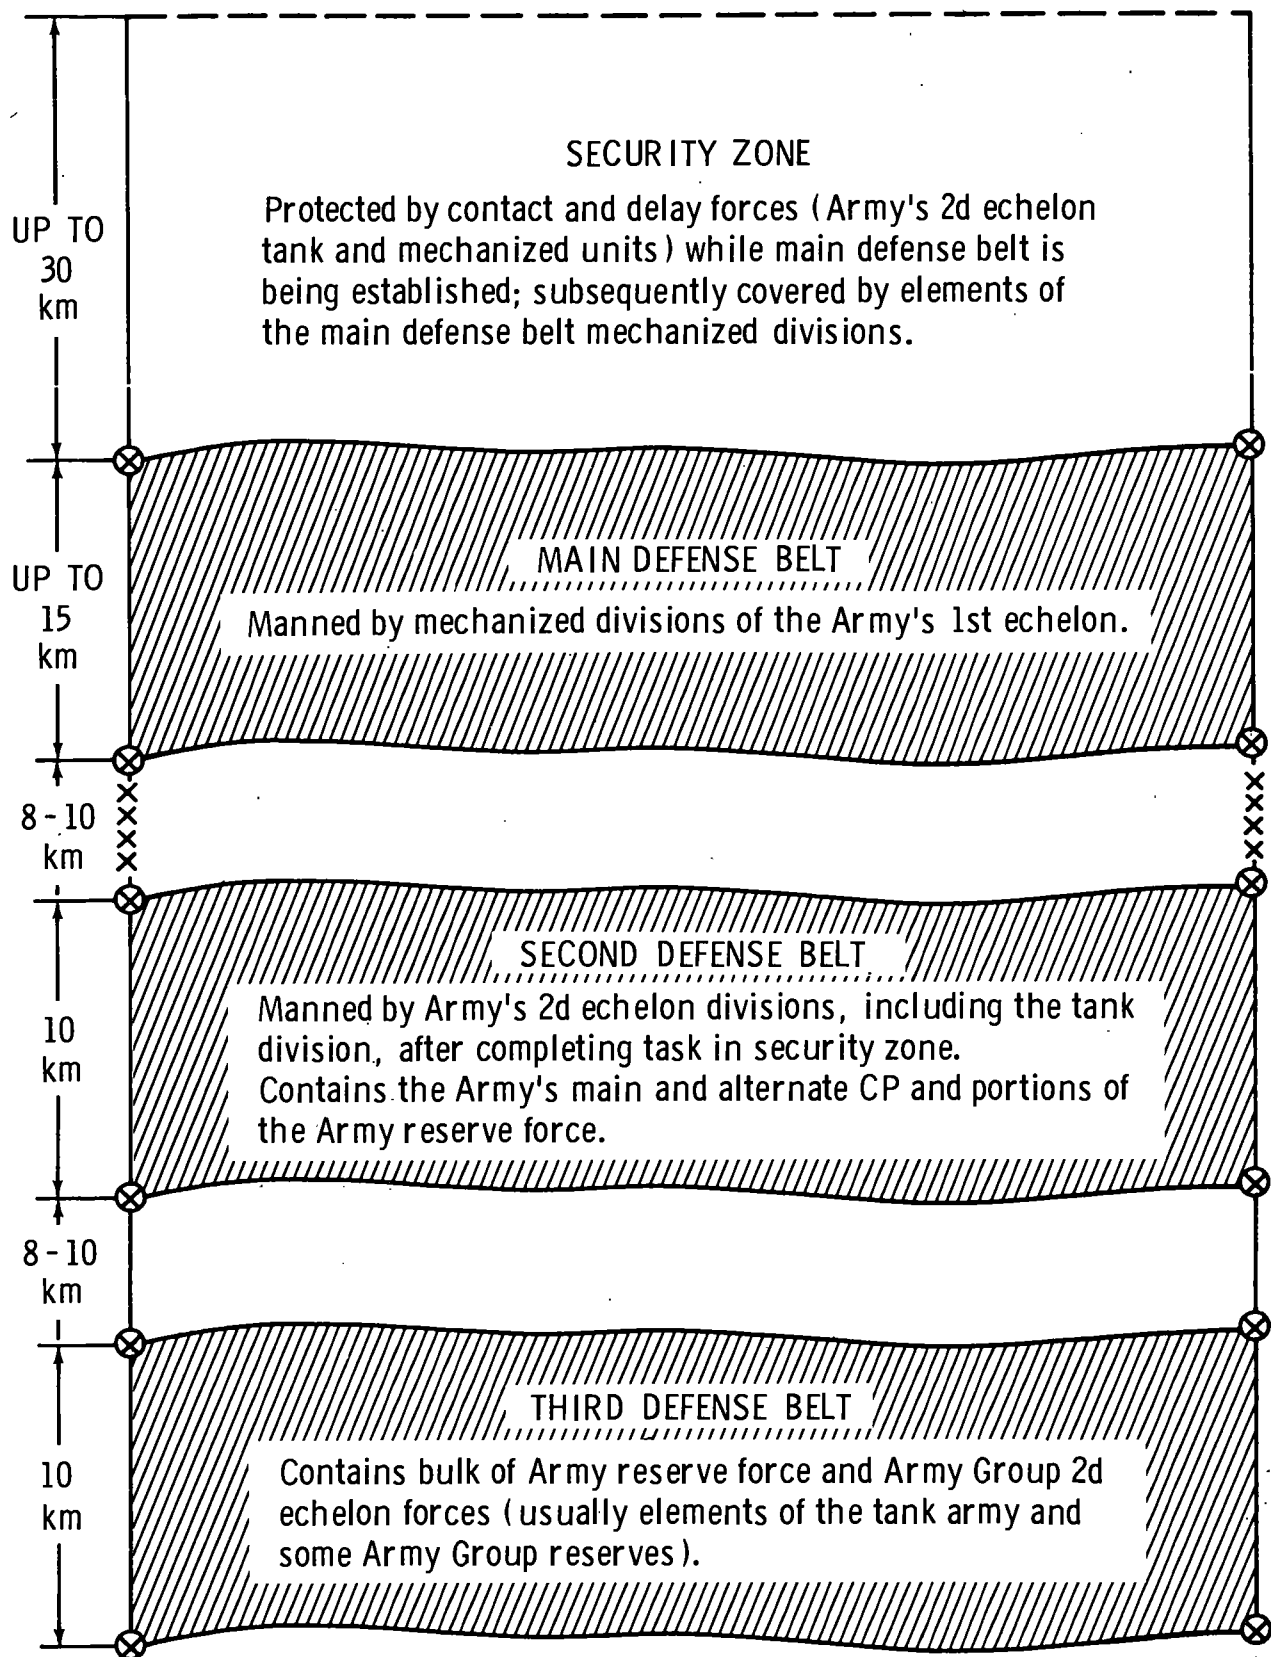 SECURITY ZONE
Protected by contact and delay forces (Army's 2d echelon
tank and mechanized units) while main defense belt is
being established; subsequently covered by elements of
the main defense belt mechanized divisions.
UP TO
30
km
MAIN DEFENSE BELT
Manned by mechanized divisions of the Army's 1st echelon.
UP TO
15
km
8-10
km
SECOND DEFENSE BELT
Manned by Army's 2d echelon divisions, including the tank
division, after completing task in security zone.
Contains the Army's main and alternate CP and portions of
the Army reserve force.
10
km
8-10
km
THIRD DEFENSE BELT
Contains bulk of Army reserve force and Army Group 2d
echelon forces (usually elements of the tank army and
some Army Group reserves).
10
km